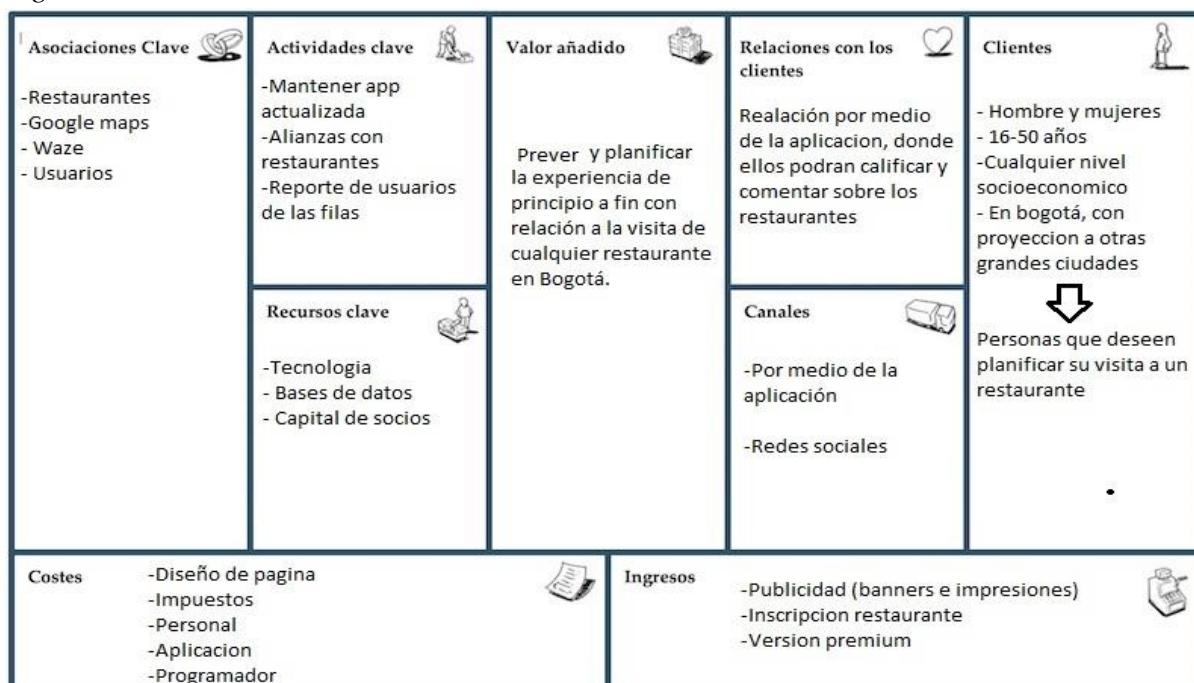 Asociaciones Clave
-Restaurantes
-Google maps
- Waze
- Usuarios
Actividades clave
-Mantener app
actualizada
-Alianzas con
restaurantes
-Reporte de usuarios
de las filas
Recursos clave
-Tecnologia
- Bases de datos
- Capital de socios
Valor añadido
Prever y planificar
la experiencia de
principio a fin con
relación a la visita de
cualquier restaurante
en Bogotá.
Relaciones con los
clientes
Realación por medio
de la aplicacion, donde
ellos podran calificar y
comentar sobre los
restaurantes
Canales
-Por medio de la
aplicación
-Redes sociales
Clientes
- Hombre y mujeres
- 16-50 años
-Cualquier nivel
socioeconomico
- En bogotá, con
proyeccion a otras
grandes ciudades
Personas que deseen
planificar su visita a un
restaurante
Costes
-Diseño de pagina
-Impuestos
-Personal
-Aplicacion
-Programador
Ingresos
-Publicidad (banners e impresiones)
-Inscripcion restaurante
-Version premium